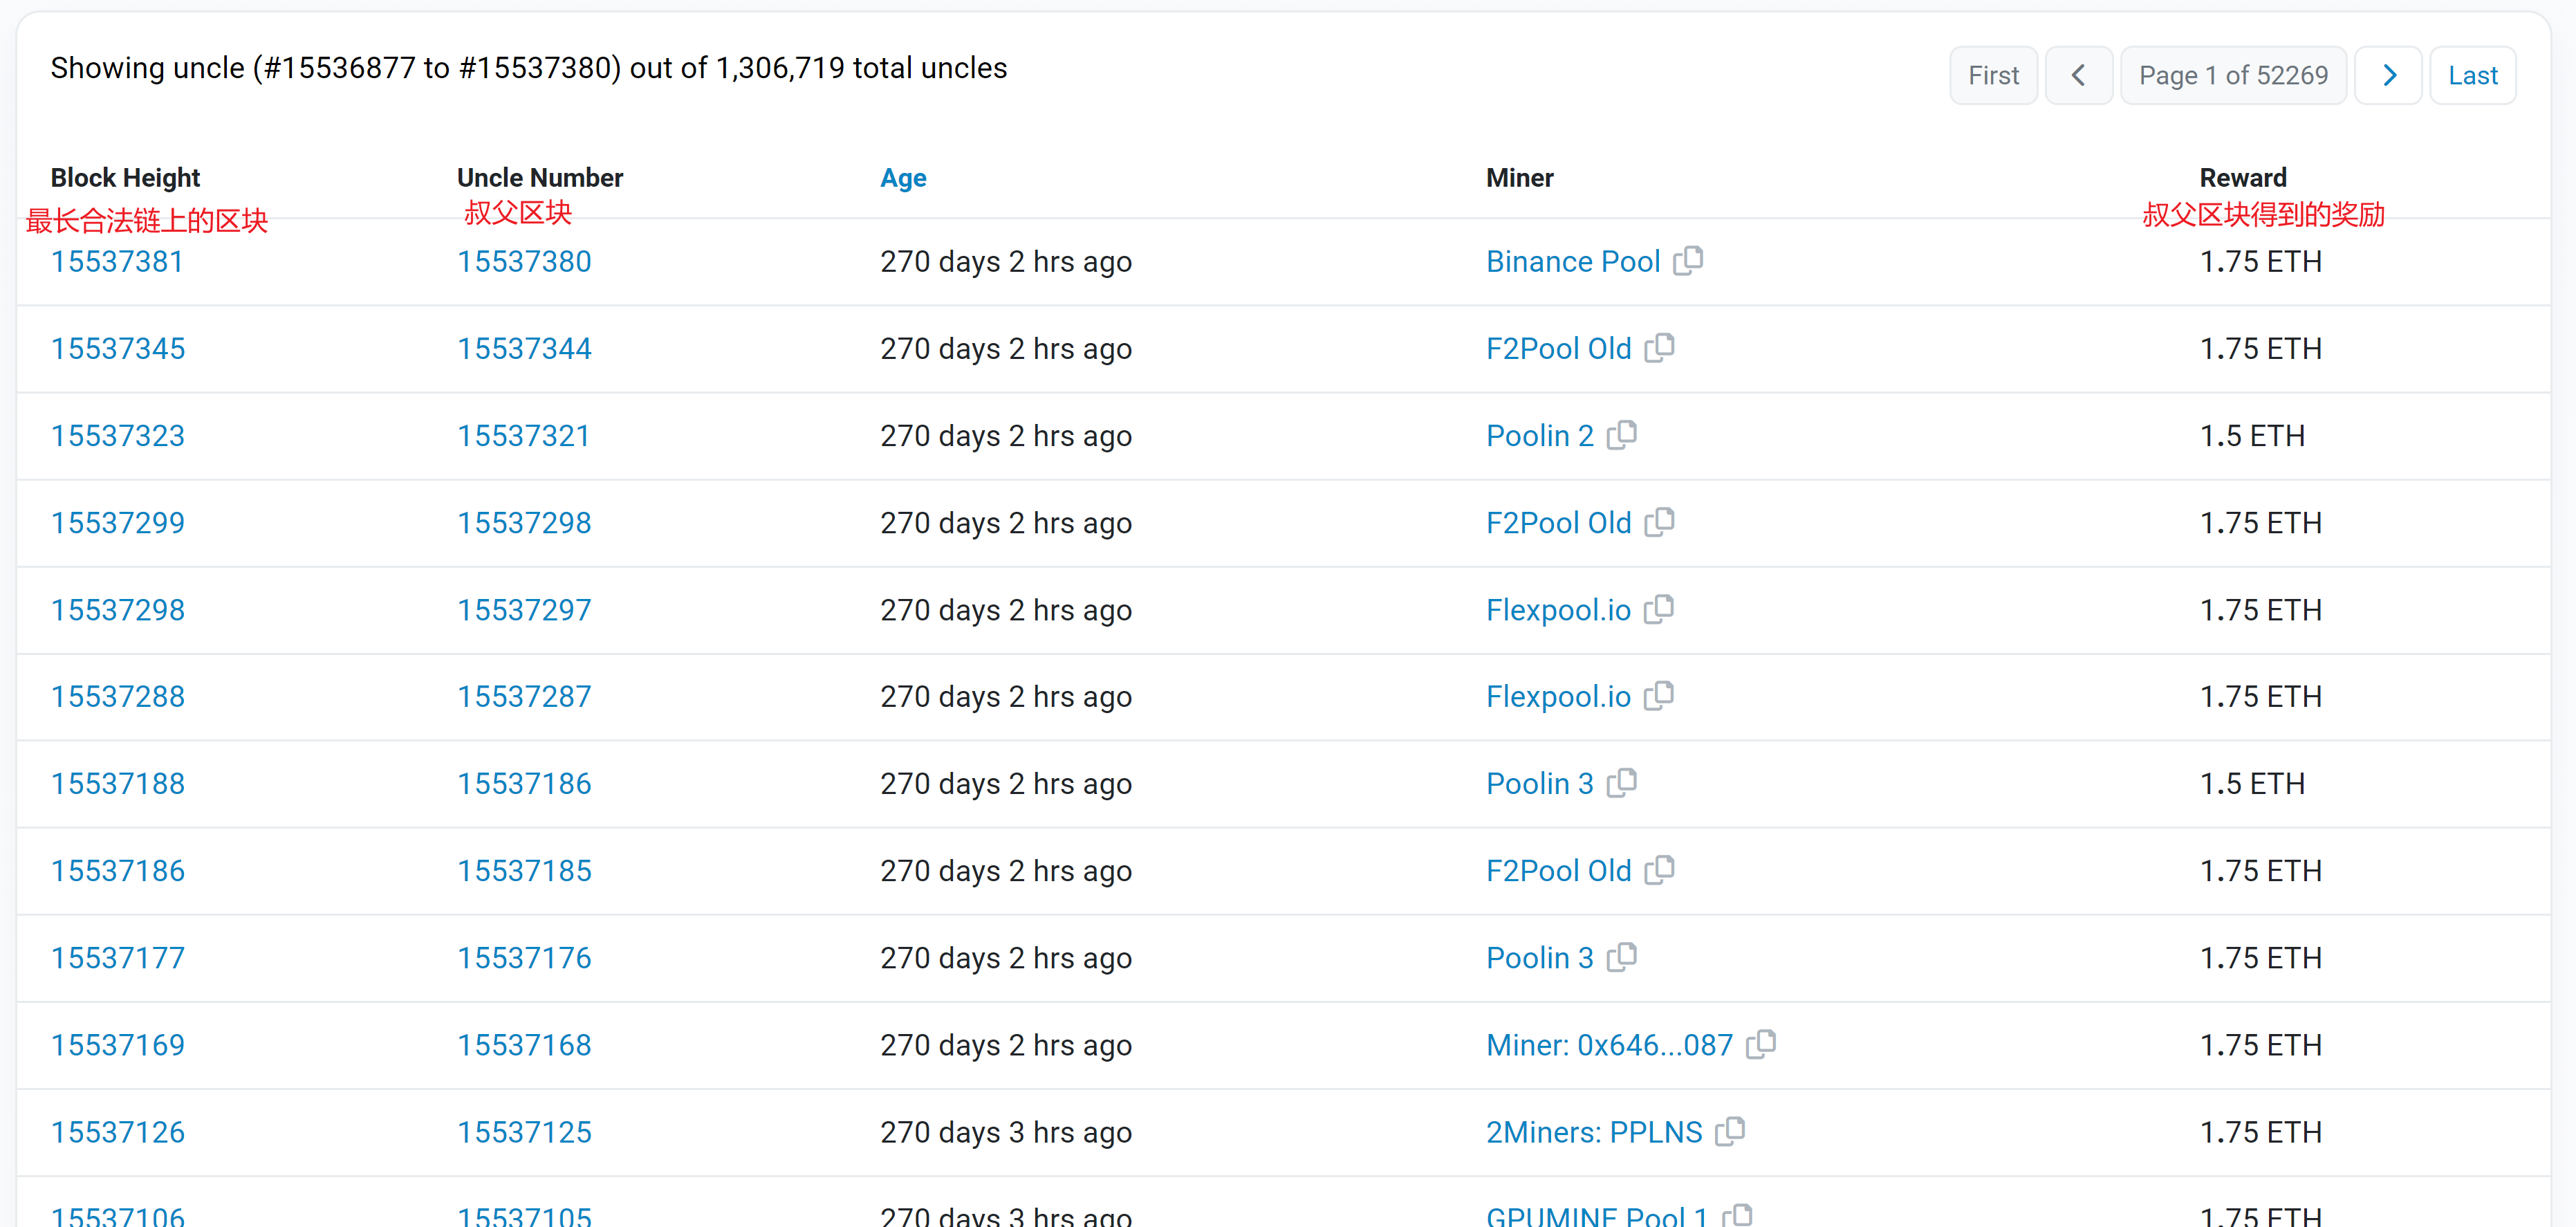 Showing uncle (#15536877 to #15537380) out of 1,306,719 total uncles
First Page 1 of 52269 Last
Block Height Uncle Number Age Miner Reward
最长合法链上的区块 叔父区块 叔父区块得到的奖励
15537381 15537380 270 days 2 hrs ago Binance Pool 1.75 ETH
15537345 15537344 270 days 2 hrs ago F2Pool Old 1.75 ETH
15537323 15537321 270 days 2 hrs ago Poolin 2 1.5 ETH
15537299 15537298 270 days 2 hrs ago F2Pool Old 1.75 ETH
15537298 15537297 270 days 2 hrs ago Flexpool.io 1.75 ETH
15537288 15537287 270 days 2 hrs ago Flexpool.io 1.75 ETH
15537188 15537186 270 days 2 hrs ago Poolin 3 1.5 ETH
15537186 15537185 270 days 2 hrs ago F2Pool Old 1.75 ETH
15537177 15537176 270 days 2 hrs ago Poolin 3 1.75 ETH
15537169 15537168 270 days 2 hrs ago Miner: 0x646...087 1.75 ETH
15537126 15537125 270 days 3 hrs ago 2Miners: PPLNS 1.75 ETH
15537106 15537105 270 days 3 hrs ago GPUMINE Pool 1 1.75 ETH